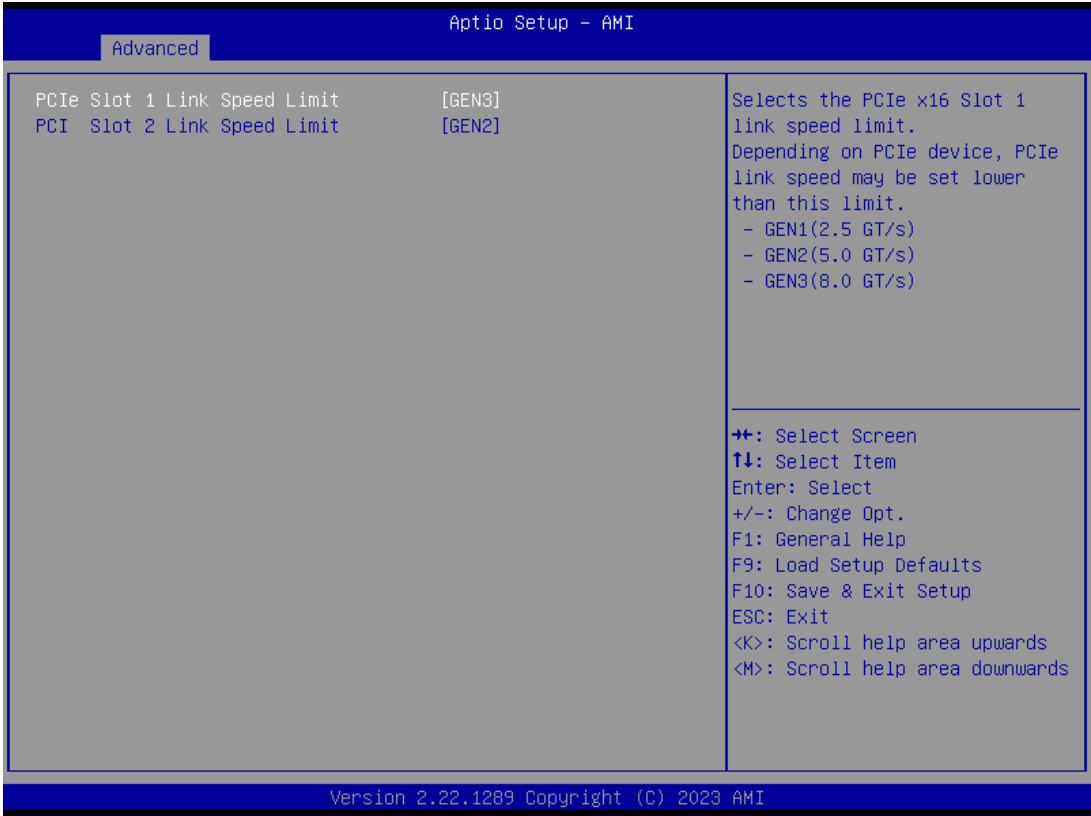 Aptio Setup - AMI
Advanced
PCIe Slot 1 Link Speed Limit [GEN3]
PCI  Slot 2 Link Speed Limit [GEN2]
Selects the PCIe x16 Slot 1
link speed limit.
Depending on PCIe device, PCIe
link speed may be set lower
than this limit.
- GEN1(2.5 GT/s)
- GEN2(5.0 GT/s)
- GEN3(8.0 GT/s)
→←: Select Screen
↑↓: Select Item
Enter: Select
+/-: Change Opt.
F1: General Help
F9: Load Setup Defaults
F10: Save & Exit Setup
ESC: Exit
<K>: Scroll help area upwards
<M>: Scroll help area downwards
Version 2.22.1289 Copyright (C) 2023 AMI